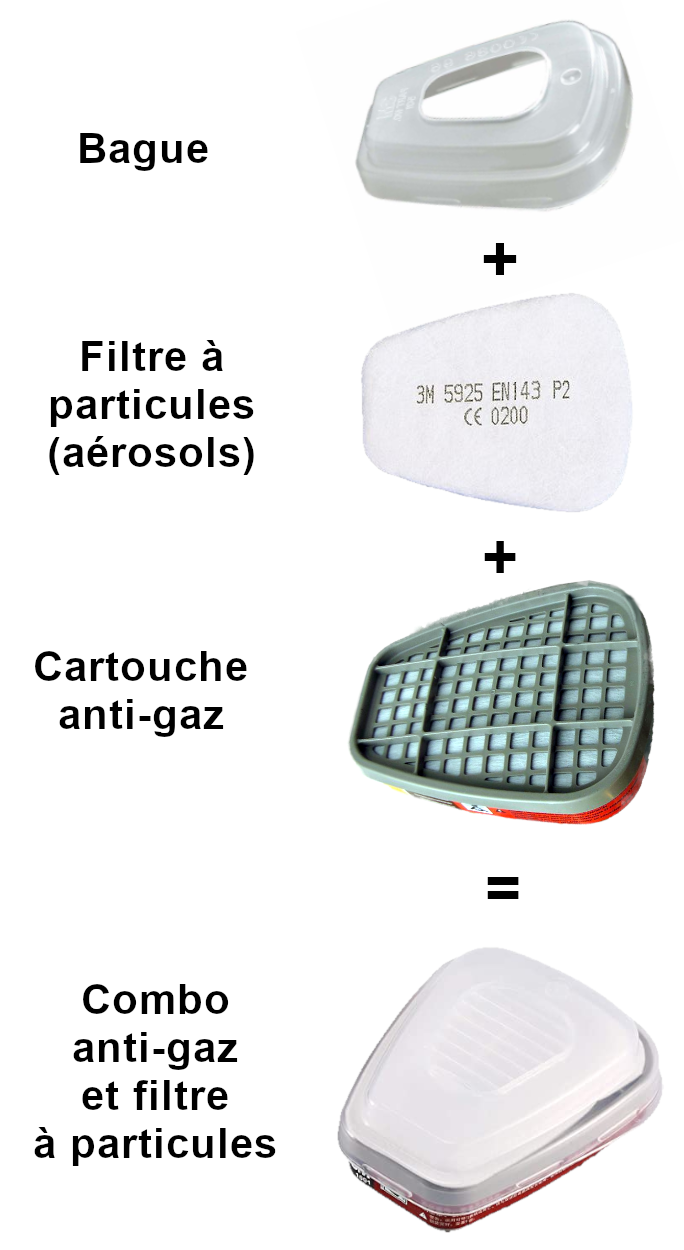 Bague
+
Filtre à
particules
(aérosols)
3M 5925 EN143 P2
CE 0200
+
Cartouche
anti-gaz
=
Combo
anti-gaz
et filtre
à particules